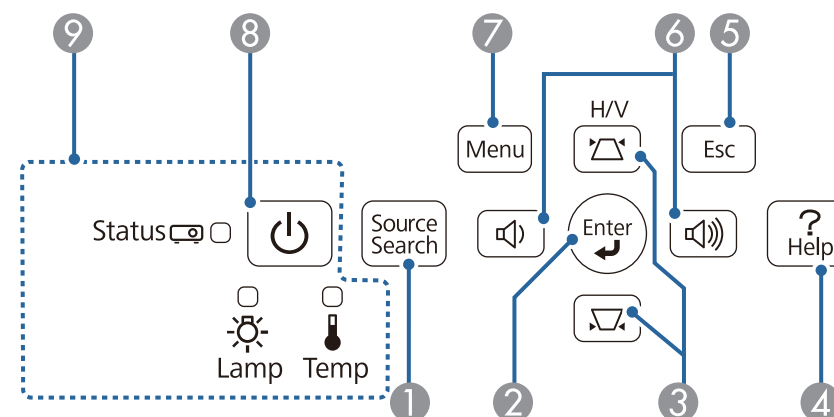 9 8 7 6 5
H/V
Menu
Esc
Status
Source
Search
Enter
?
Help
Lamp Temp
1 2 3 4